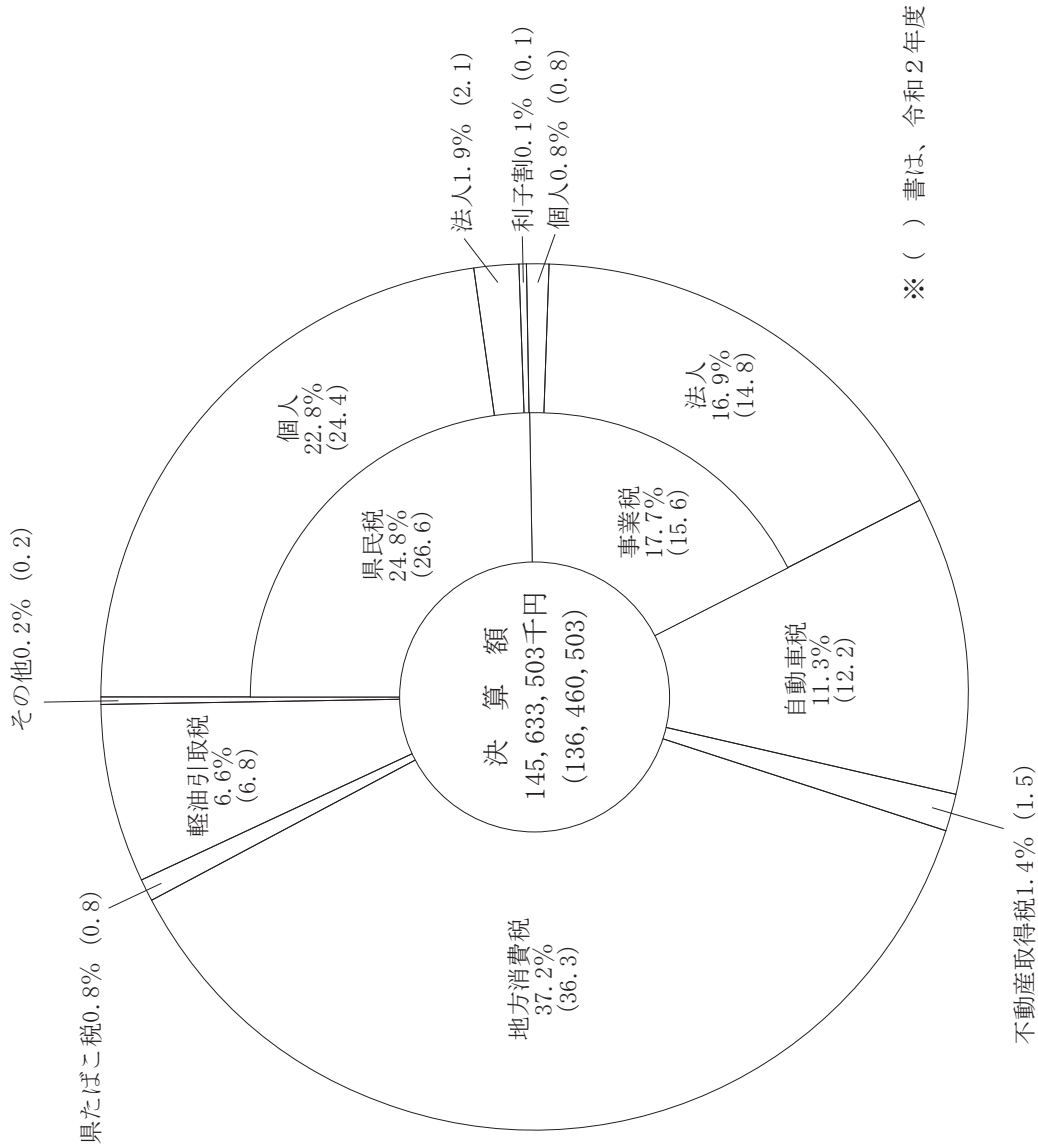 その他0.2% (0.2)
個人
22.8%
(24.4)
法人1.9% (2.1)
利子割0.1% (0.1)
個人0.8% (0.8)
県民税
24.8%
(26.6)
事業税
17.7%
(15.6)
法人
16.9%
(14.8)
自動車税
11.3%
(12.2)
不動産取得税1.4% (1.5)
地方消費税
37.2%
(36.3)
県たばこ税0.8% (0.8)
軽油引取税
6.6%
(6.8)
決 算 額
145,633,503千円
(136,460,503)
※ ( ) 書は、令和２年度